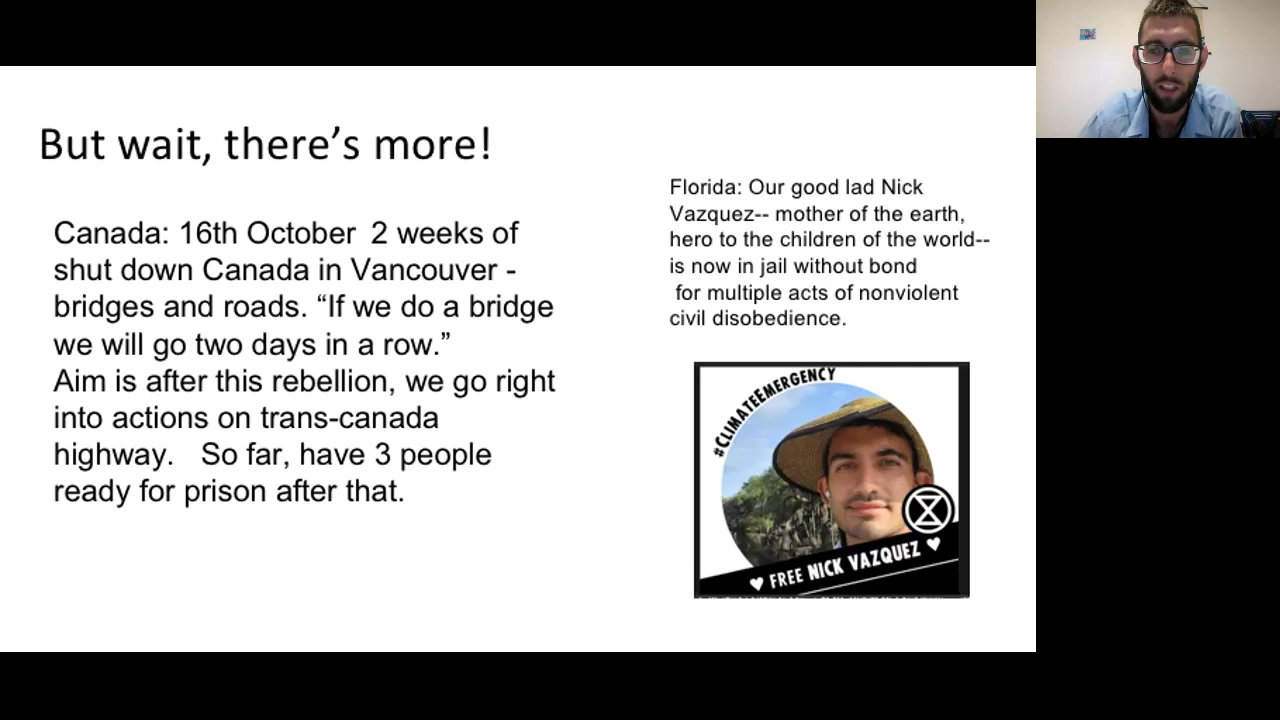 But wait, there’s more!
Canada: 16th October  2 weeks of
shut down Canada in Vancouver -
bridges and roads. “If we do a bridge
we will go two days in a row.”
Aim is after this rebellion, we go right
into actions on trans-canada
highway.   So far, have 3 people
ready for prison after that.
Florida: Our good lad Nick
Vazquez-- mother of the earth,
hero to the children of the world--
is now in jail without bond
for multiple acts of nonviolent
civil disobedience.
#CLIMATEEMERGENCY
♥ FREE NICK VAZQUEZ ♥